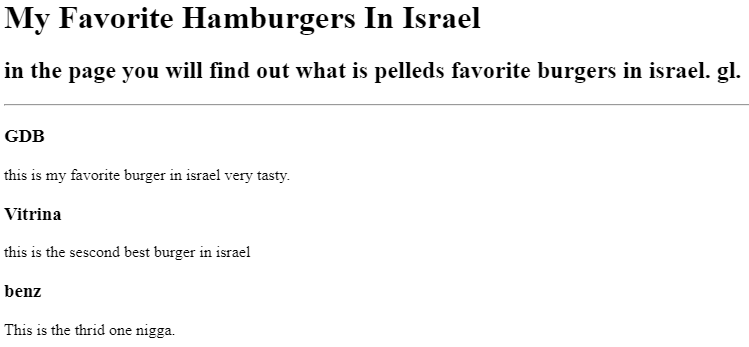 My Favorite Hamburgers In Israel
in the page you will find out what is pelleds favorite burgers in israel. gl.
GDB
this is my favorite burger in israel very tasty.
Vitrina
this is the sescond best burger in israel
benz
This is the thrid one nigga.